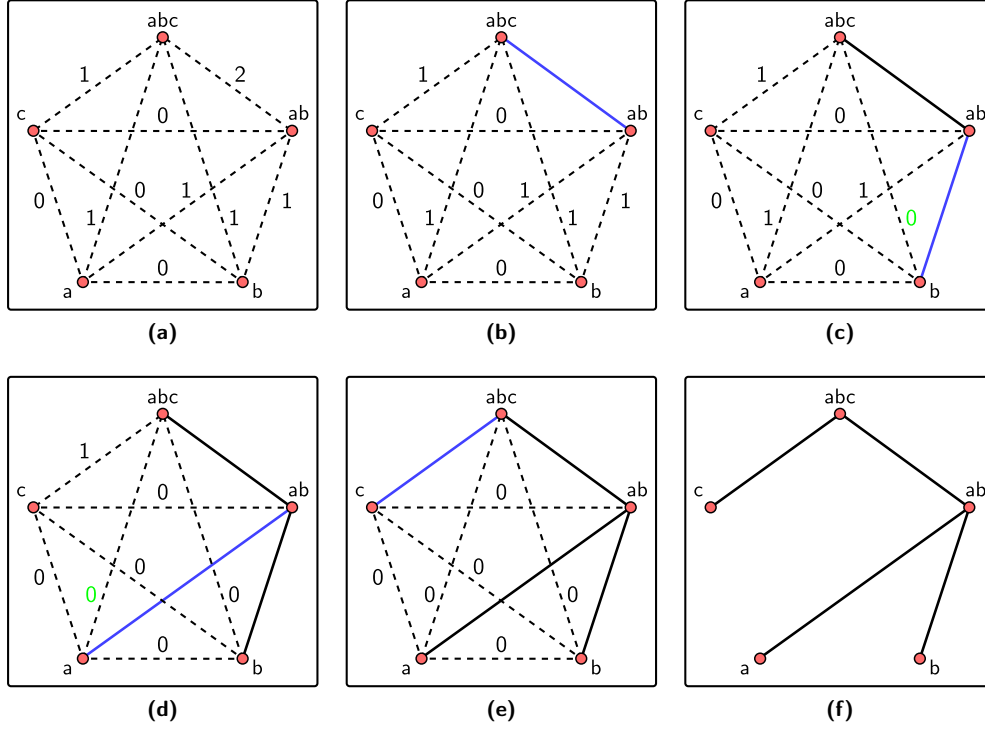 abc abc abc
1 2 1 1
c 0 ab c 0 ab c 0 ab
0 1 0 1 1 1 0 0 1 1 1 1 0 1 0 1 0
a 0 b a 0 b a 0 b
(a) (b) (c)
abc abc abc
1
c 0 ab c 0 ab c ab
0 0 0 0 0 0 0 0
a 0 b a 0 b a b
(d) (e) (f)